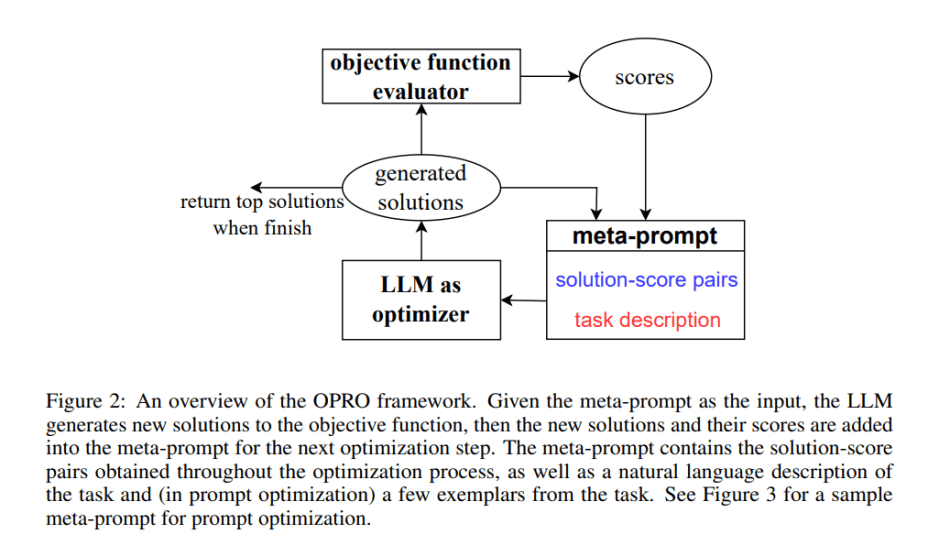 objective function
evaluator
scores
generated
solutions
return top solutions
when finish
meta-prompt
solution-score pairs
task description
LLM as
optimizer
Figure 2: An overview of the OPRO framework. Given the meta-prompt as the input, the LLM
generates new solutions to the objective function, then the new solutions and their scores are added
into the meta-prompt for the next optimization step. The meta-prompt contains the solution-score
pairs obtained throughout the optimization process, as well as a natural language description of
the task and (in prompt optimization) a few exemplars from the task. See Figure 3 for a sample
meta-prompt for prompt optimization.